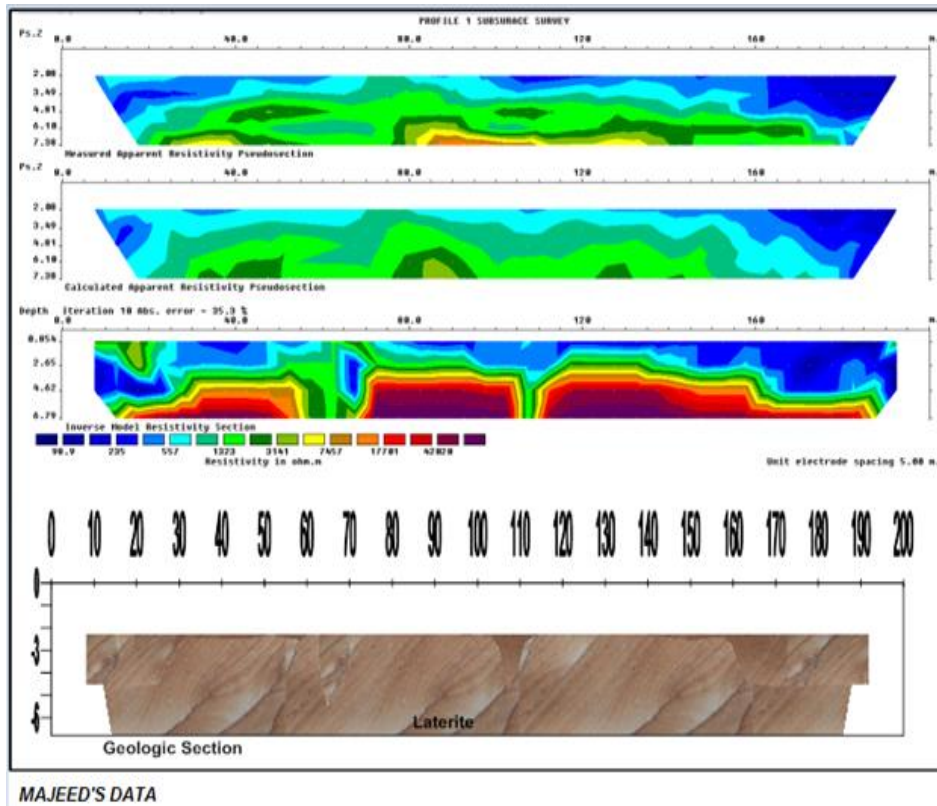 PROFILE 1 SUBSURACE SURVEY
Ps.Z 0.0 40.0 80.0 120 160 m.
2.00
3.49
4.81
6.10
7.38
Measured Apparent Resistivity Pseudosection
Ps.Z 0.0 40.0 80.0 120 160 m.
2.00
3.49
4.81
6.10
7.38
Calculated Apparent Resistivity Pseudosection
Depth Iteration 10 Abs. error = 35.3 %
0.0 40.0 80.0 120 160 m.
0.054
2.65
4.62
6.79
Inverse Model Resistivity Section
98.9 235 557 1323 3141 7457 17701 42020
Resistivity in ohm.m Unit electrode spacing 5.00 m.
0 10 20 30 40 50 60 70 80 90 100 110 120 130 140 150 160 170 180 190 200
0
-3
-6
Laterite
Geologic Section
MAJEED'S DATA